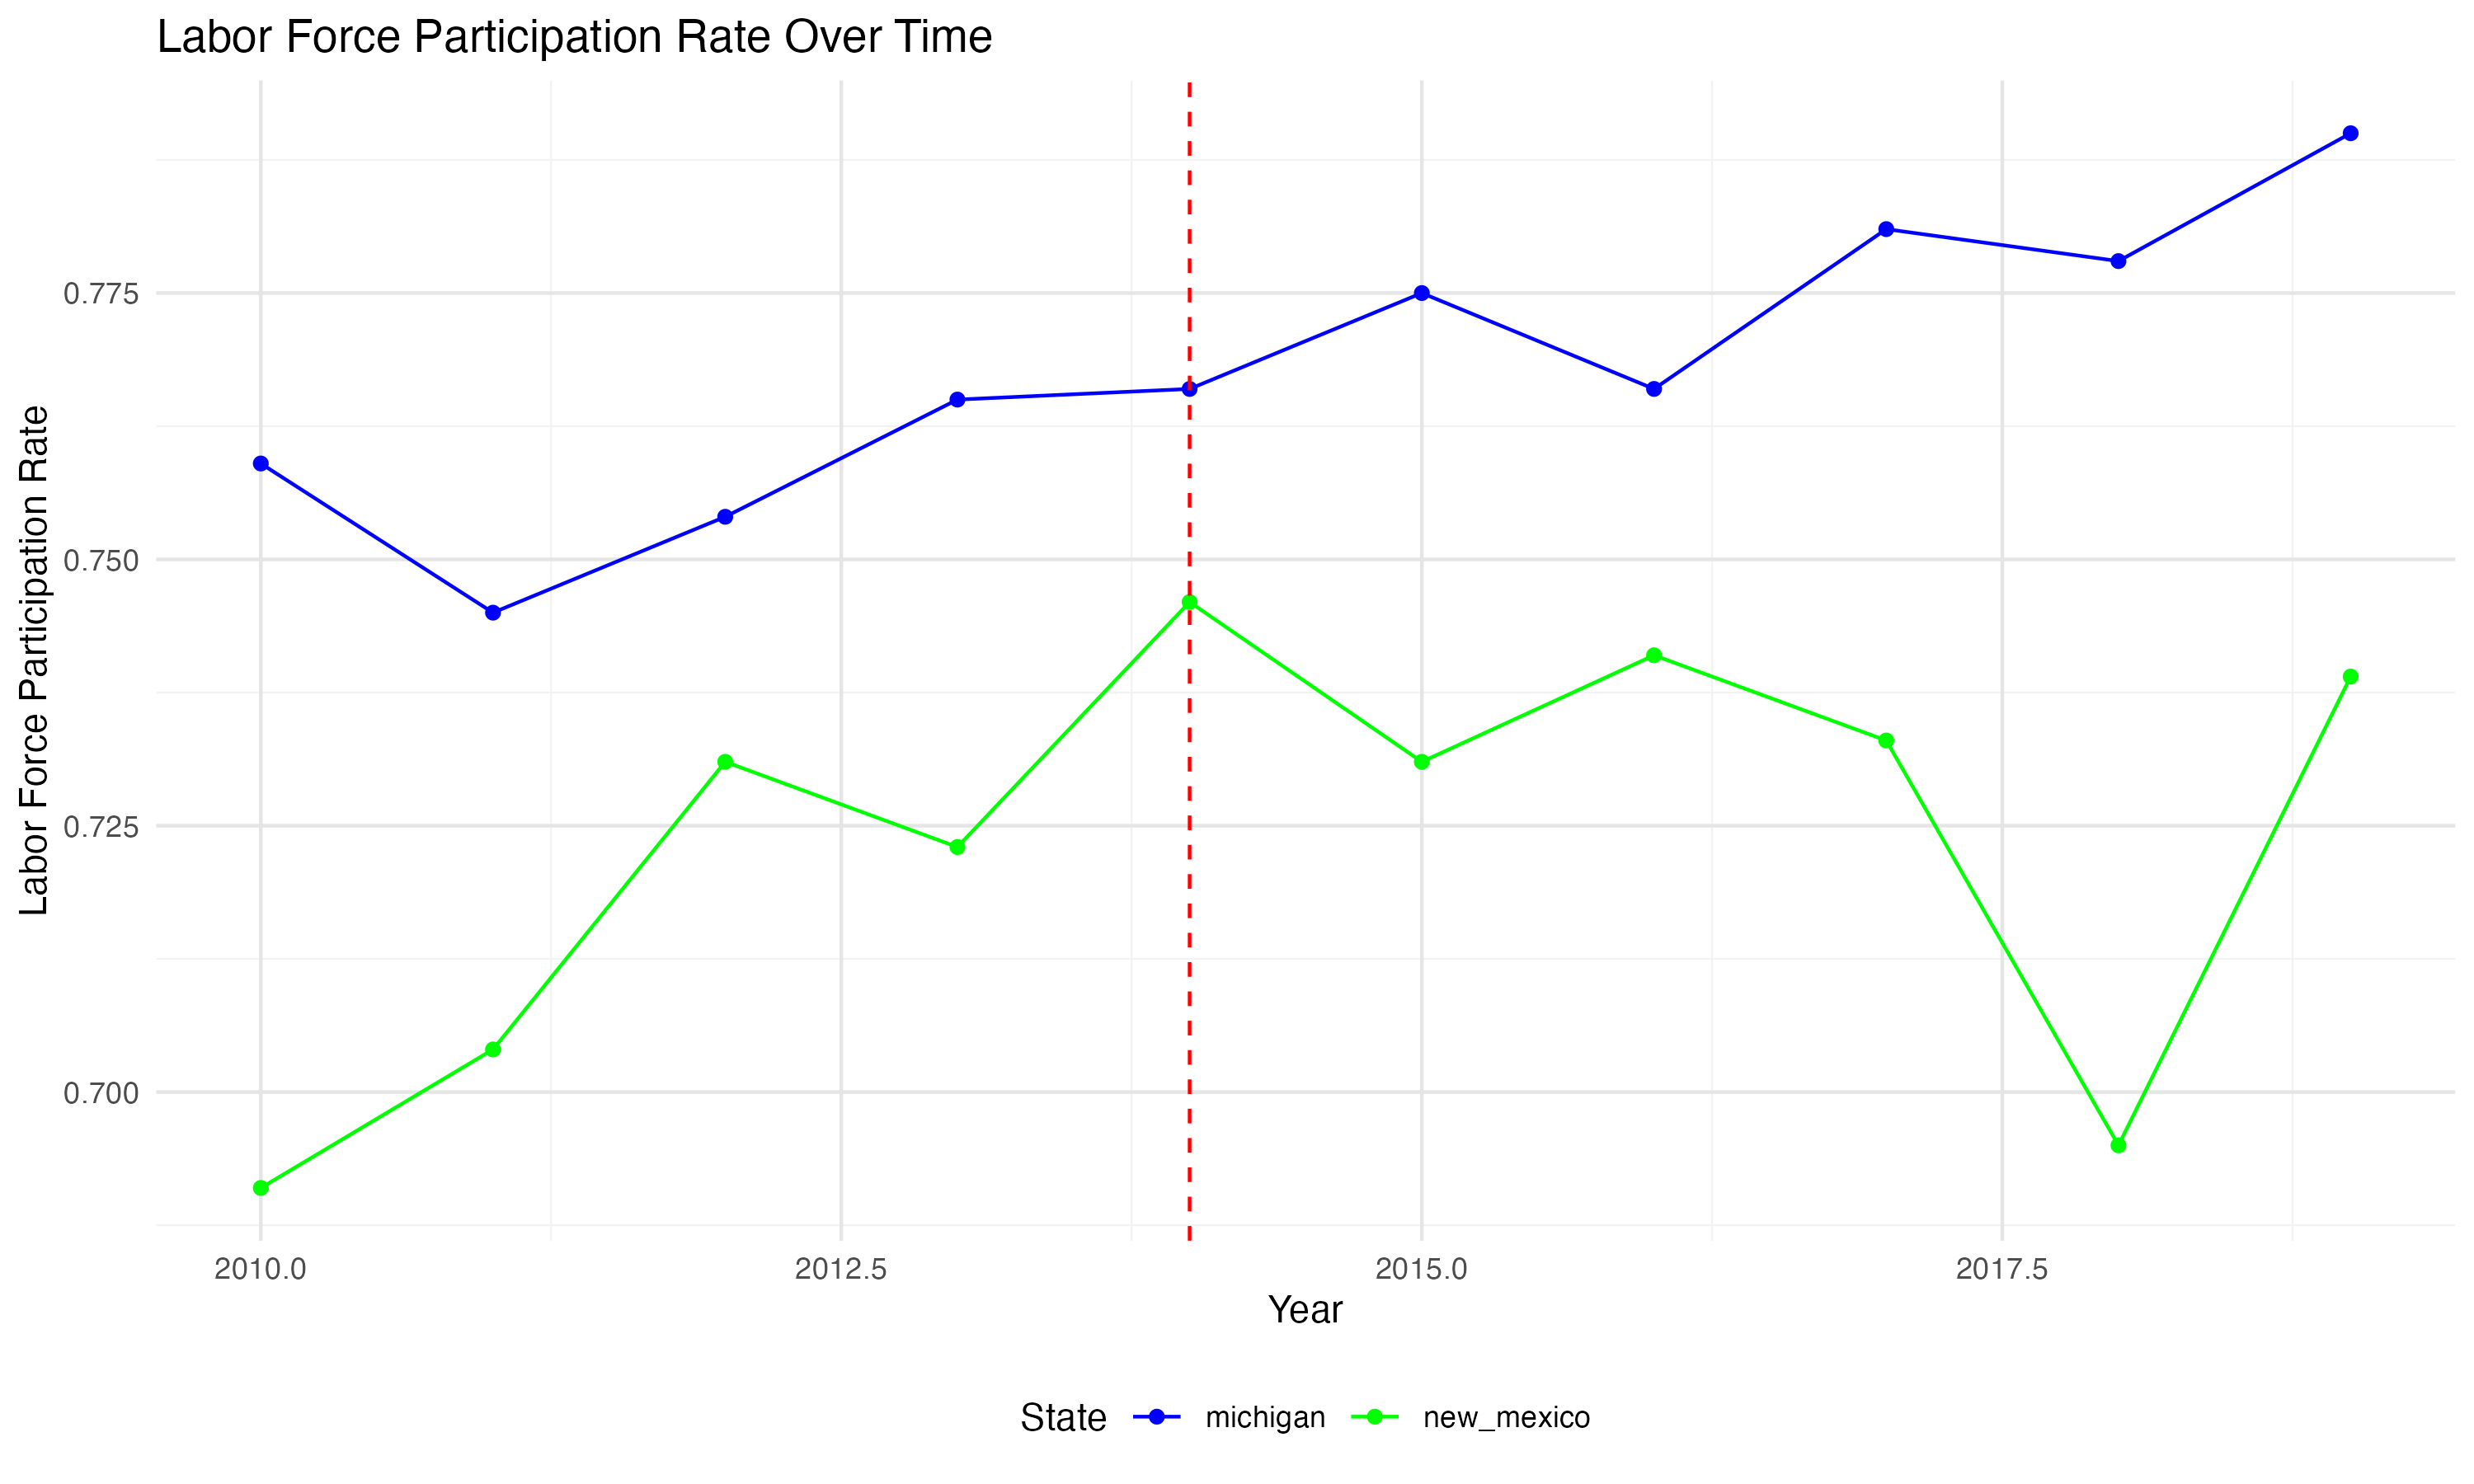 Labor Force Participation Rate Over Time
Labor Force Participation Rate
0.775
0.750
0.725
0.700
2010.0 2012.5 2015.0 2017.5
Year
State michigan new_mexico